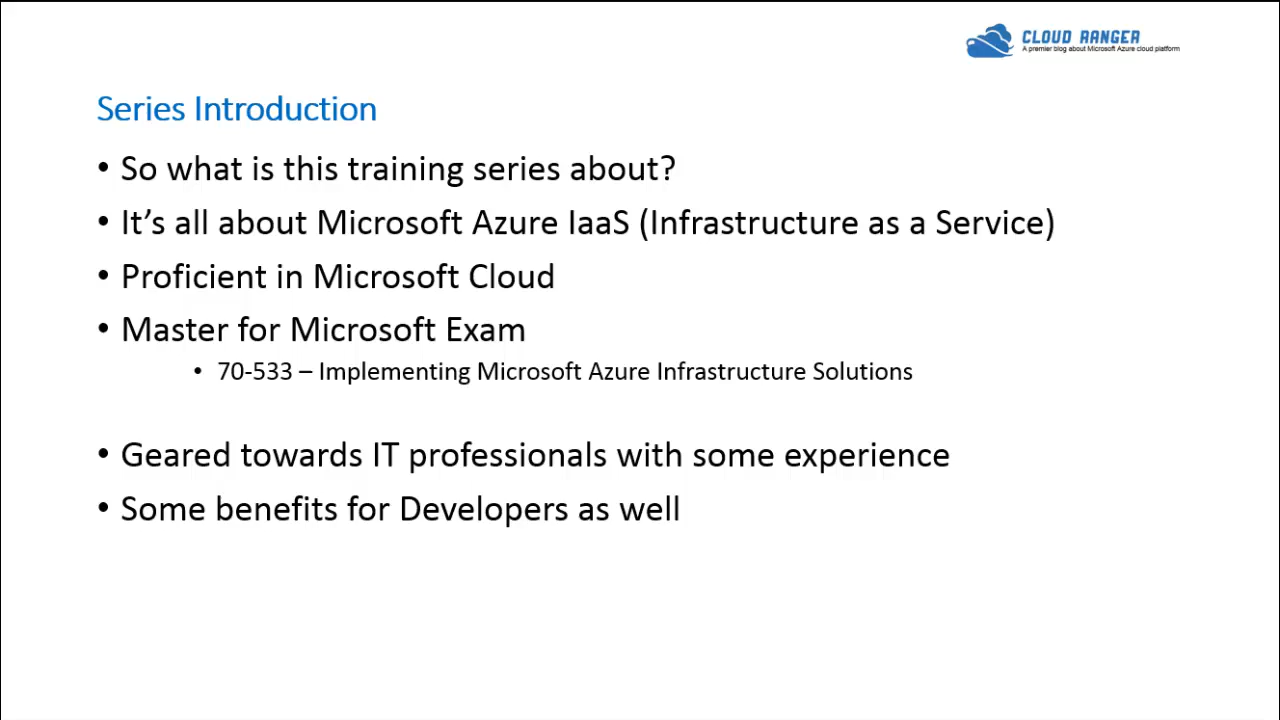 CLOUD RANGER
A premier blog about Microsoft Azure cloud platform
Series Introduction
• So what is this training series about?
• It’s all about Microsoft Azure IaaS (Infrastructure as a Service)
• Proficient in Microsoft Cloud
• Master for Microsoft Exam
• 70-533 – Implementing Microsoft Azure Infrastructure Solutions
• Geared towards IT professionals with some experience
• Some benefits for Developers as well